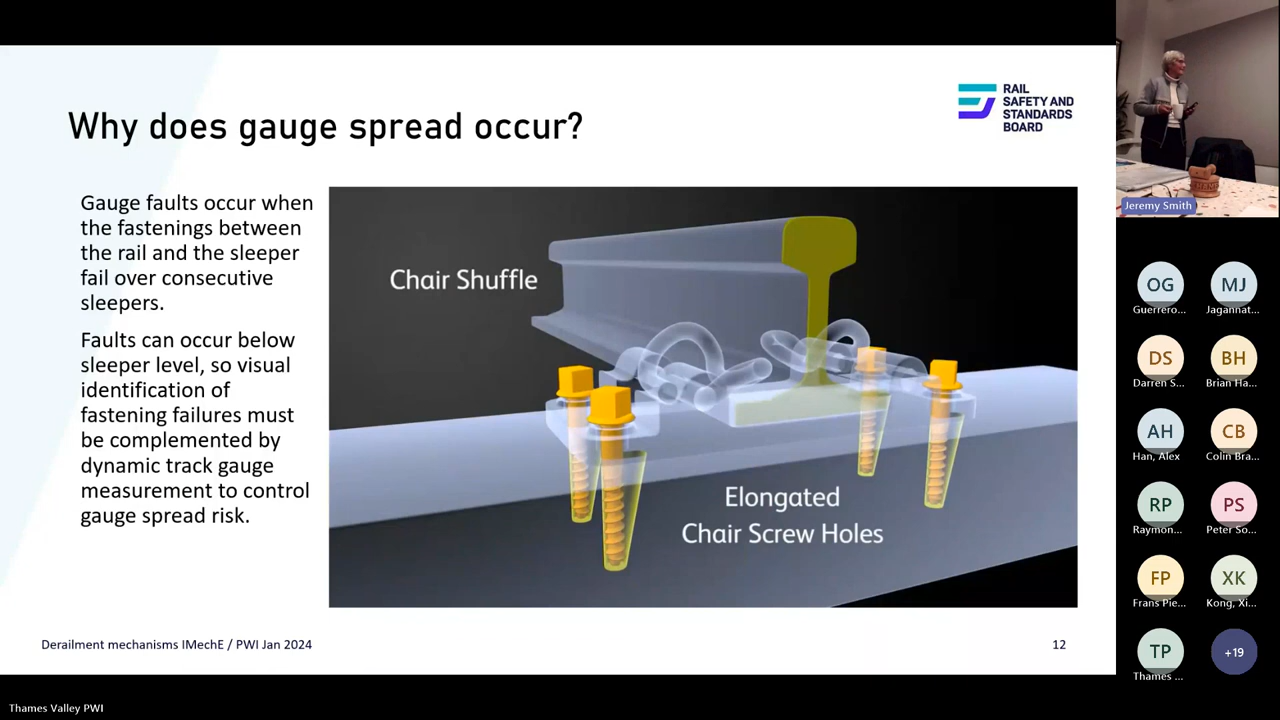 Why does gauge spread occur?
RAIL
SAFETY AND
STANDARDS
BOARD
Gauge faults occur when
the fastenings between
the rail and the sleeper
fail over consecutive
sleepers.
Faults can occur below
sleeper level, so visual
identification of
fastening failures must
be complemented by
dynamic track gauge
measurement to control
gauge spread risk.
Chair Shuffle
Elongated
Chair Screw Holes
Derailment mechanisms IMechE / PWI Jan 2024
12
Jeremy Smith
OG
MJ
Guerrero...
Jagannat...
DS
BH
Darren S...
Brian Ha...
AH
CB
Han, Alex
Colin Bra...
RP
PS
Raymon...
Peter So...
FP
XK
Frans Pie...
Kong, Xi...
TP
+19
Thames ...
Thames Valley PWI